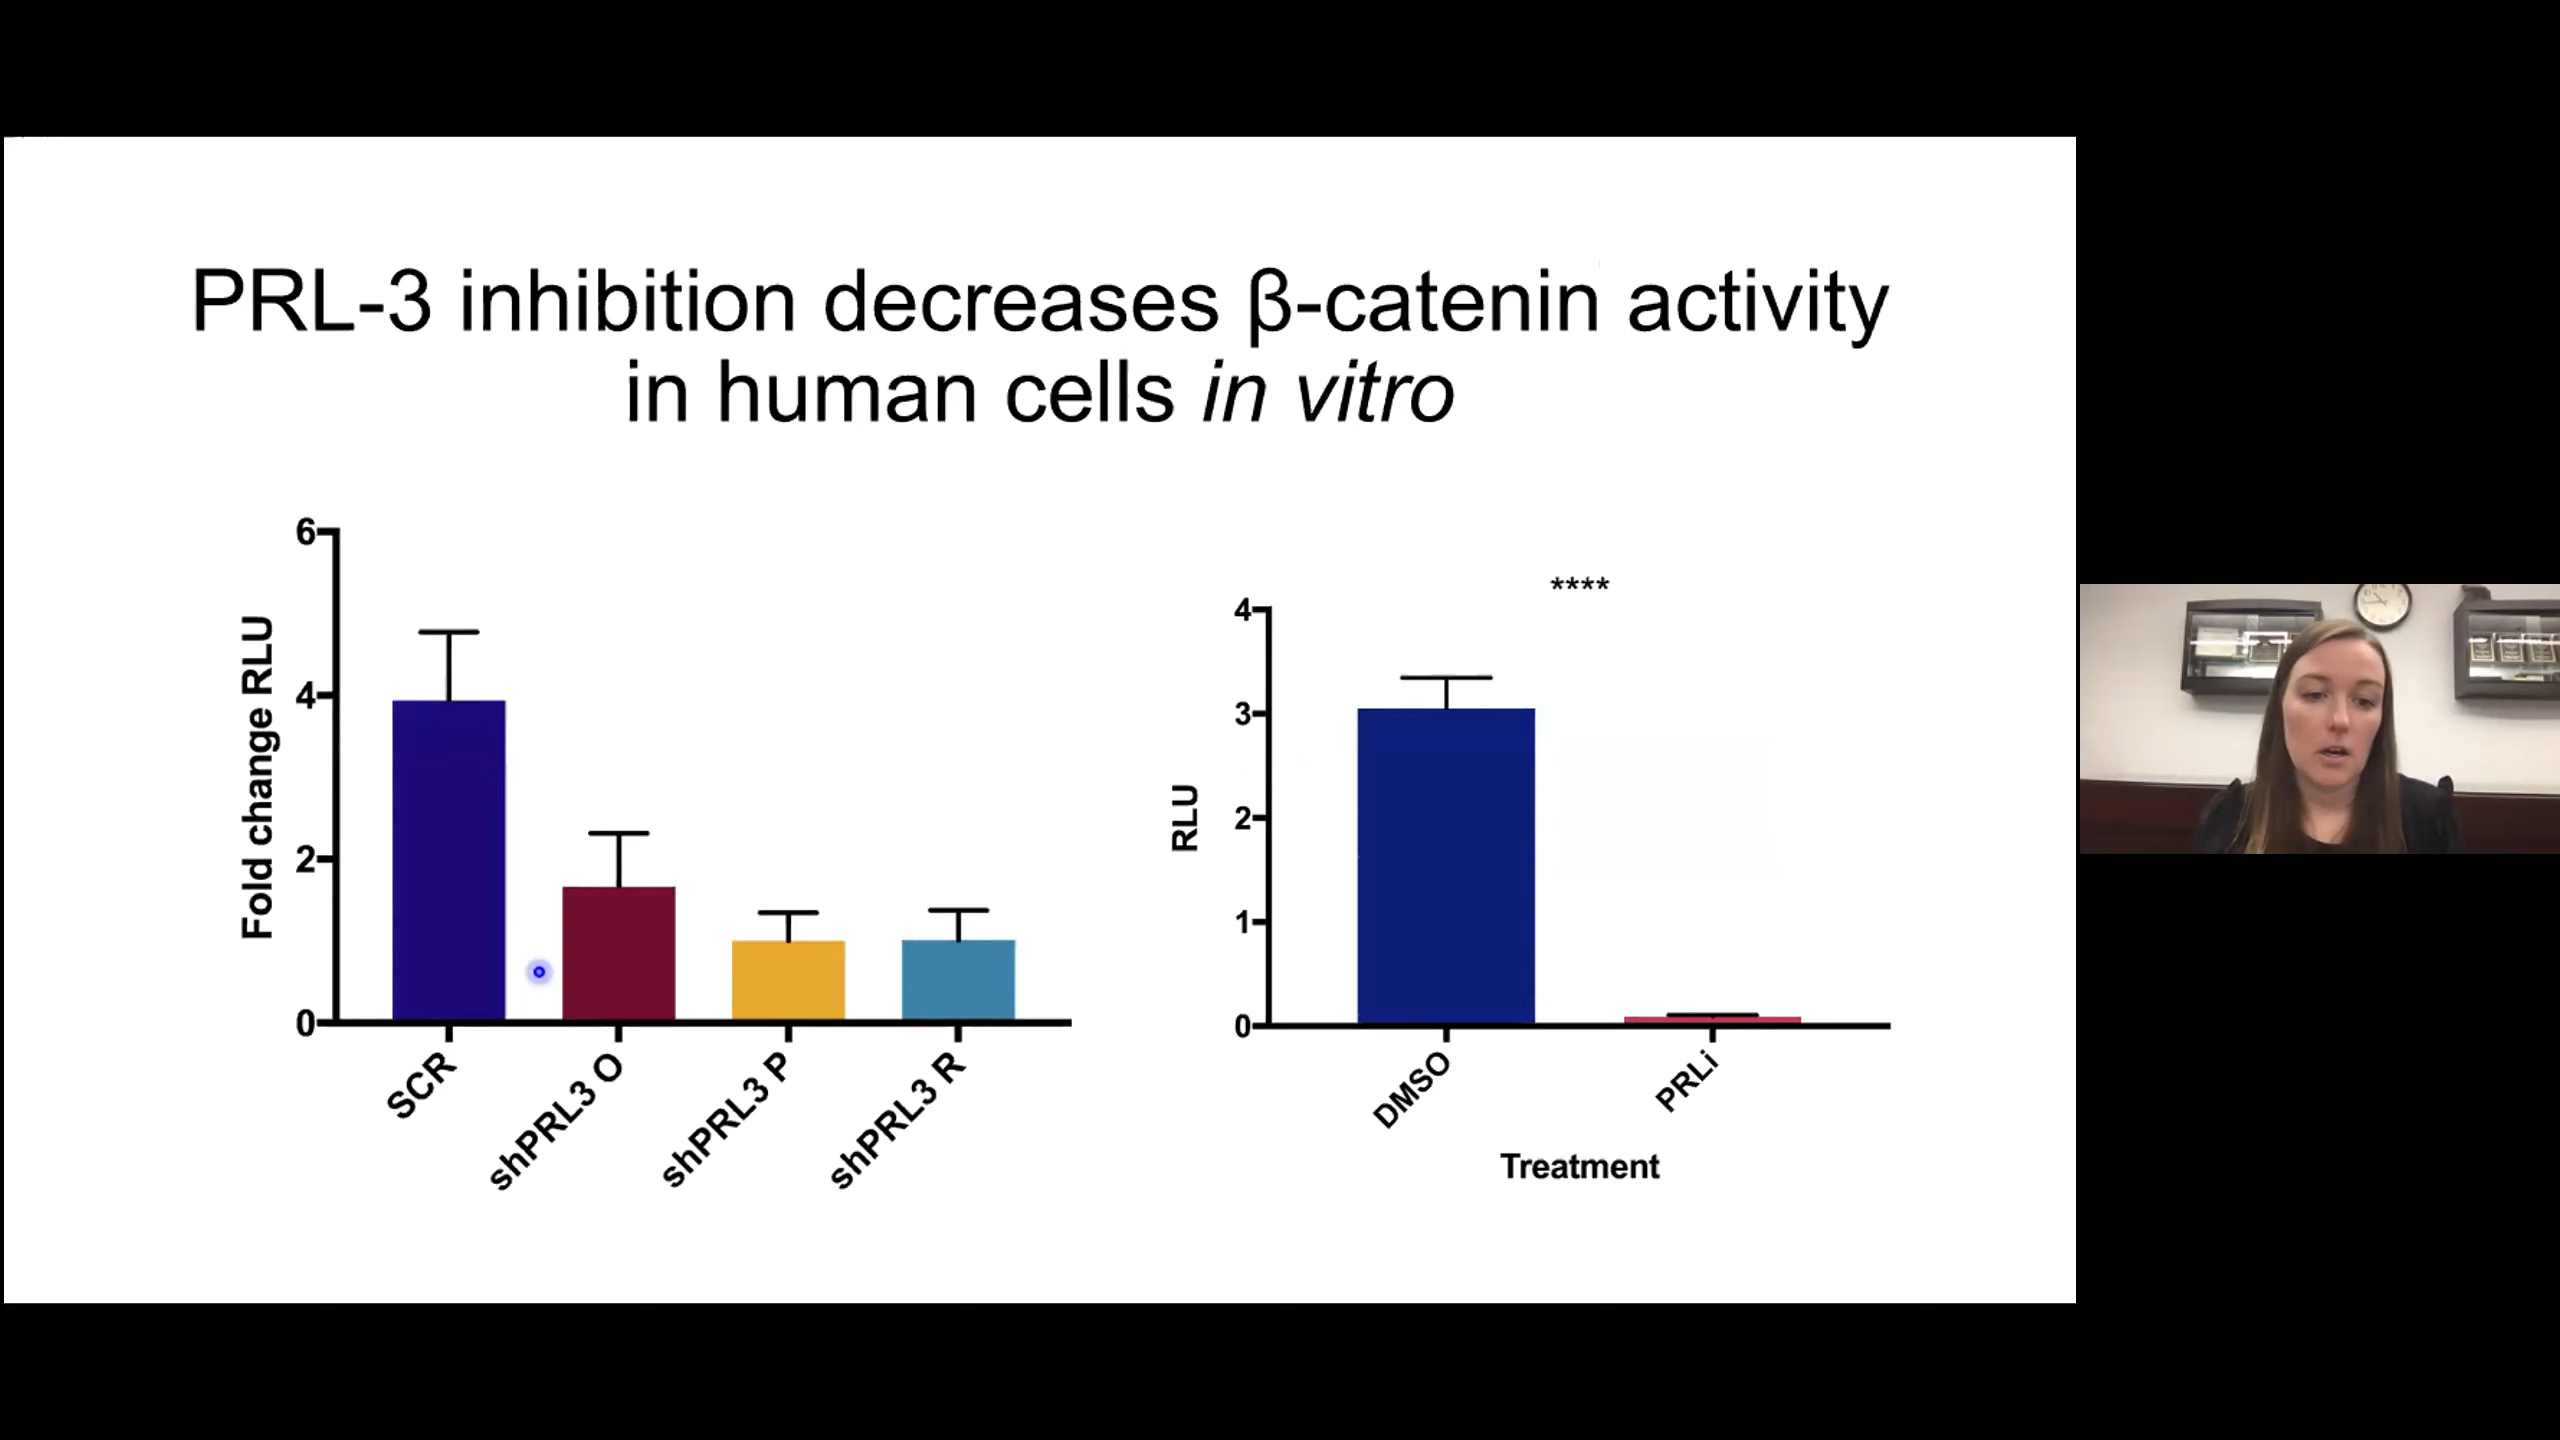 PRL-3 inhibition decreases β-catenin activity
in human cells in vitro
Fold change RLU
6
4
2
0
SCR
shPRL3 O
shPRL3 P
shPRL3 R
****
RLU
4
3
2
1
0
DMSO
PRLi
Treatment